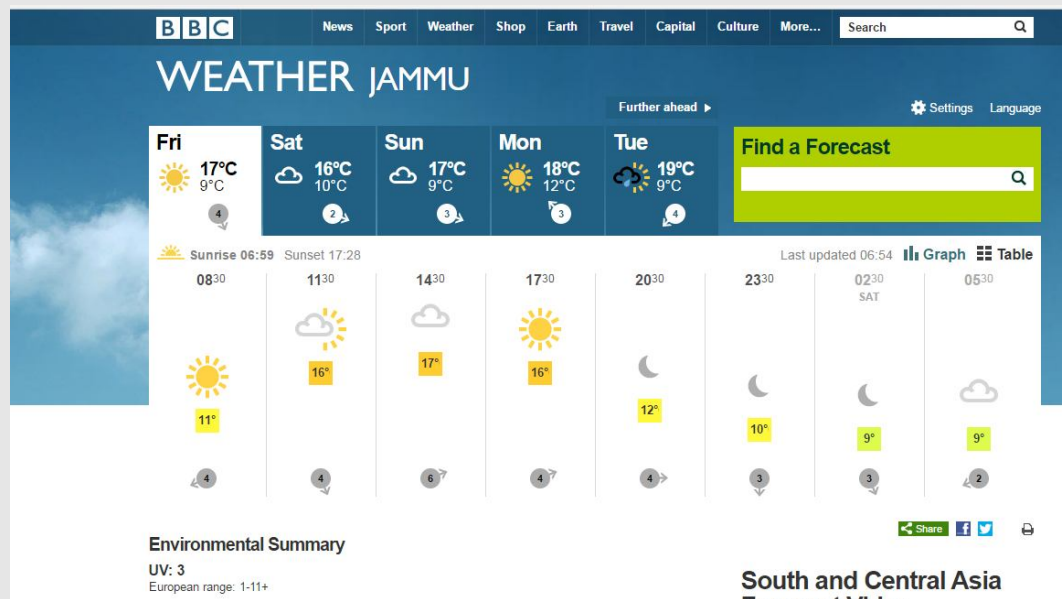 BBC News Sport Weather Shop Earth Travel Capital Culture More... Search
WEATHER JAMMU
Further ahead Settings Language
Fri Sat Sun Mon Tue Find a Forecast
17°C 16°C 17°C 18°C 19°C
9°C 10°C 9°C 12°C 9°C
4 2 3 3 4
Sunrise 06:59 Sunset 17:28 Last updated 06:54 Graph Table
0830 1130 1430 1730 2030 2330 0230 0530
SAT
11° 16° 17° 16° 12° 10° 9° 9°
4 4 6 4 4 3 3 2
Share f
Environmental Summary
UV: 3
European range: 1-11+
South and Central Asia